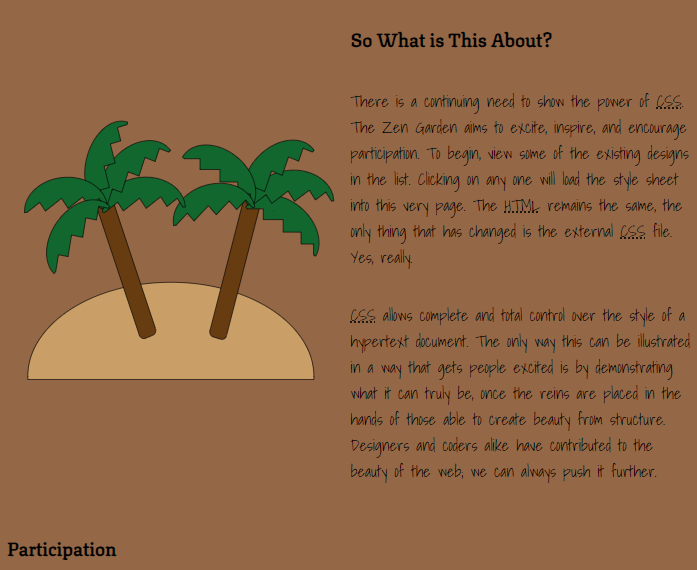 So What is This About?
There is a continuing need to show the power of CSS.
The Zen Garden aims to excite, inspire, and encourage
participation. To begin, view some of the existing designs
in the list. Clicking on any one will load the style sheet
into this very page. The HTML remains the same, the
only thing that has changed is the external CSS file.
Yes, really.
CSS allows complete and total control over the style of a
hypertext document. The only way this can be illustrated
in a way that gets people excited is by demonstrating
what it can truly be, once the reins are placed in the
hands of those able to create beauty from structure.
Designers and coders alike have contributed to the
beauty of the web; we can always push it further.
Participation